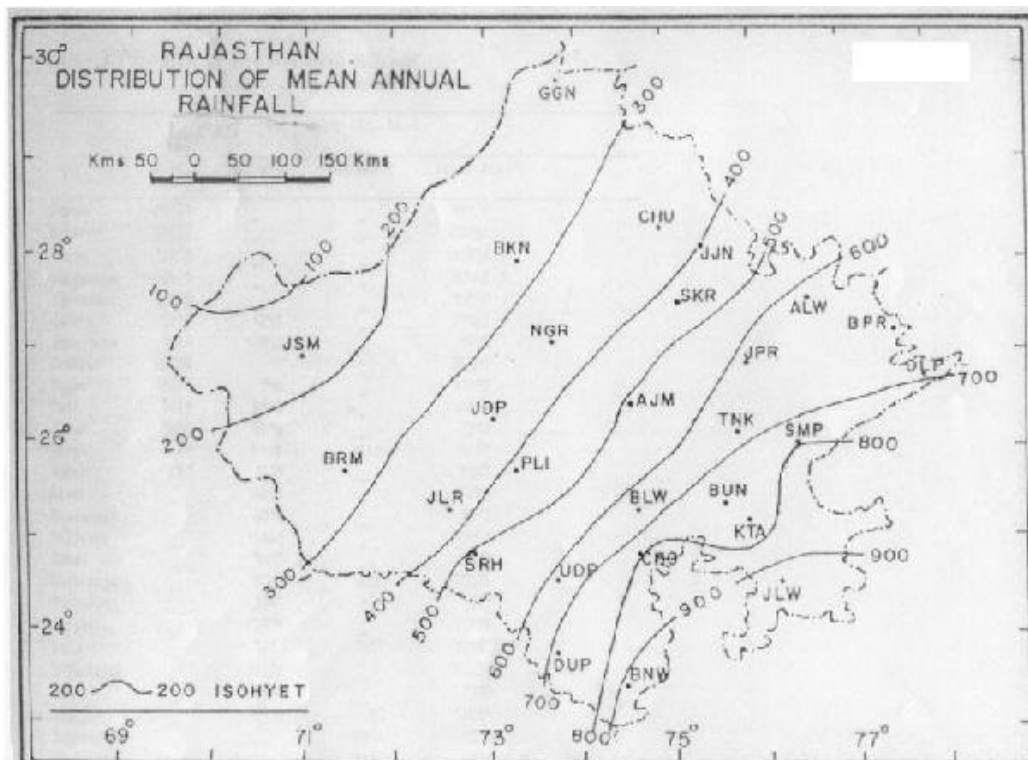 30°
RAJASTHAN
DISTRIBUTION OF MEAN ANNUAL
RAINFALL
GGN
300
Kms 50 0 50 100 150 Kms
400
200
CHU
28°
BKN
JJN
600
100
100
SKR
ALW
BPR
NGR
JSM
JPR
DLP
700
JDP
AJM
TNK
SMP
26°
200
800
BRM
PLI
JLR
BLW
BUN
KTA
SRH
900
300
UDP
JLW
400
500
900
24°
600
DUP
BNW
200 200 ISOHYET
700
800
69° 71° 73° 75° 77°